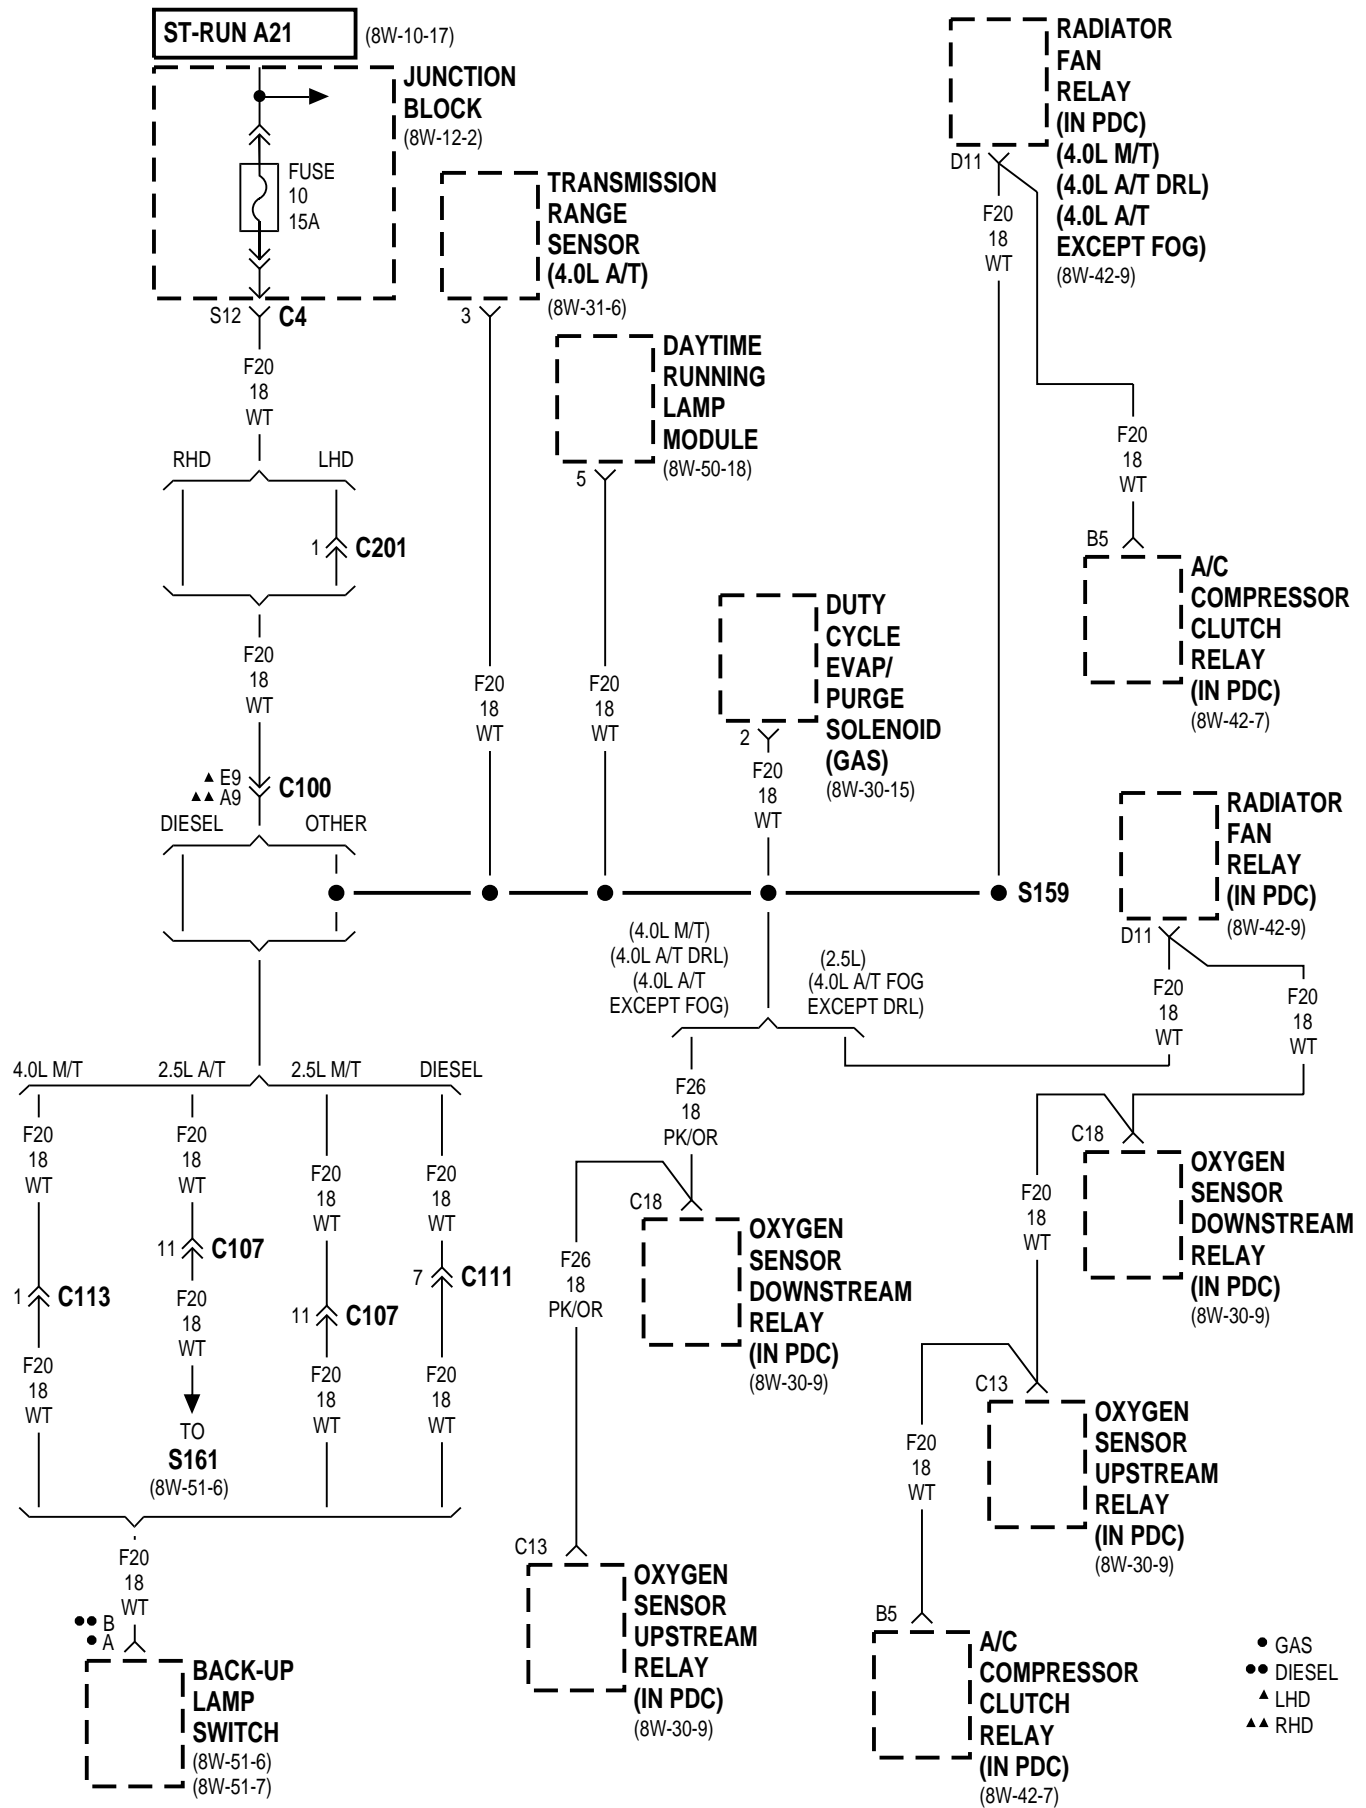 ST-RUN A21
(8W-10-17)
JUNCTION
BLOCK
(8W-12-2)
FUSE
10
15A
S12
C4
F20
18
WT
RHD
LHD
1
C201
F20
18
WT
▲ E9
▲▲ A9
C100
DIESEL
OTHER
TRANSMISSION
RANGE
SENSOR
(4.0L A/T)
(8W-31-6)
3
F20
18
WT
DAYTIME
RUNNING
LAMP
MODULE
(8W-50-18)
5
F20
18
WT
DUTY
CYCLE
EVAP/
PURGE
SOLENOID
(GAS)
(8W-30-15)
2
F20
18
WT
RADIATOR
FAN
RELAY
(IN PDC)
(4.0L M/T)
(4.0L A/T DRL)
(4.0L A/T
EXCEPT FOG)
(8W-42-9)
D11
F20
18
WT
F20
18
WT
B5
A/C
COMPRESSOR
CLUTCH
RELAY
(IN PDC)
(8W-42-7)
S159
RADIATOR
FAN
RELAY
(IN PDC)
(8W-42-9)
D11
F20
18
WT
F20
18
WT
(4.0L M/T)
(4.0L A/T DRL)
(4.0L A/T
EXCEPT FOG)
(2.5L)
(4.0L A/T FOG
EXCEPT DRL)
4.0L M/T
2.5L A/T
2.5L M/T
DIESEL
F20
18
WT
1
C113
F20
18
WT
F20
18
WT
11
C107
F20
18
WT
TO
S161
(8W-51-6)
F20
18
WT
11
C107
F20
18
WT
F20
18
WT
7
C111
F20
18
WT
F20
18
WT
●● B
● A
BACK-UP
LAMP
SWITCH
(8W-51-6)
(8W-51-7)
F26
18
PK/OR
C18
OXYGEN
SENSOR
DOWNSTREAM
RELAY
(IN PDC)
(8W-30-9)
F26
18
PK/OR
C13
OXYGEN
SENSOR
UPSTREAM
RELAY
(IN PDC)
(8W-30-9)
C18
OXYGEN
SENSOR
DOWNSTREAM
RELAY
(IN PDC)
(8W-30-9)
F20
18
WT
C13
OXYGEN
SENSOR
UPSTREAM
RELAY
(IN PDC)
(8W-30-9)
F20
18
WT
B5
A/C
COMPRESSOR
CLUTCH
RELAY
(IN PDC)
(8W-42-7)
● GAS
●● DIESEL
▲ LHD
▲▲ RHD